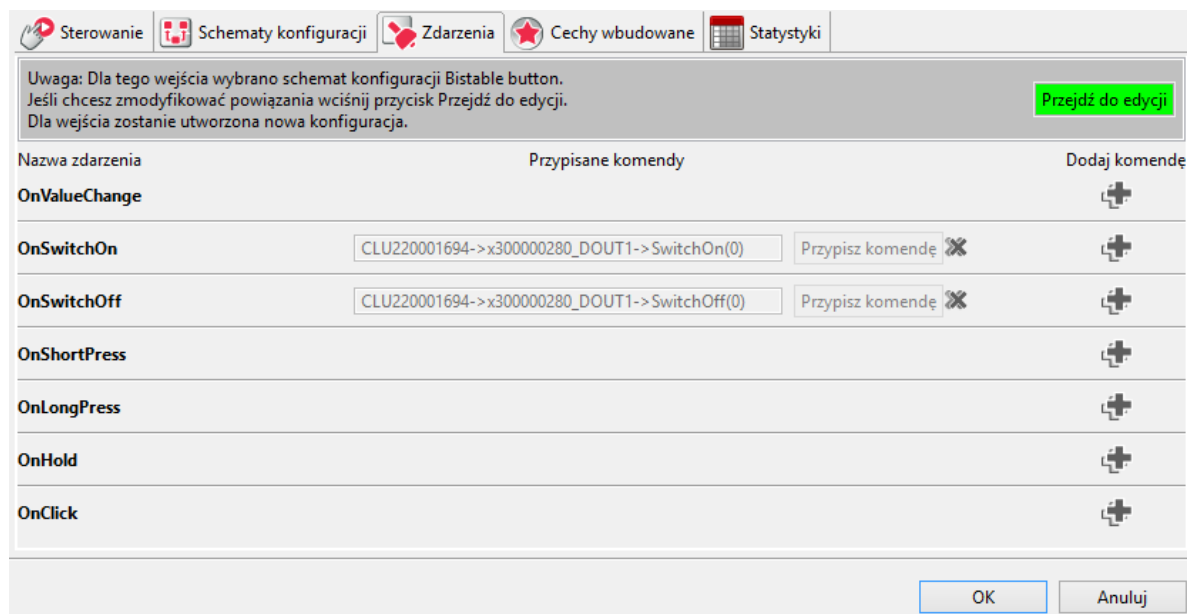 Sterowanie Schematy konfiguracji Zdarzenia Cechy wbudowane Statystyki
Uwaga: Dla tego wejścia wybrano schemat konfiguracji Bistable button.
Jeśli chcesz zmodyfikować powiązania wciśnij przycisk Przejdź do edycji.
Dla wejścia zostanie utworzona nowa konfiguracja.
Przejdź do edycji
Nazwa zdarzenia Przypisane komendy Dodaj komendę
OnValueChange
OnSwitchOn CLU220001694->x300000280_DOUT1->SwitchOn(0) Przypisz komendę
OnSwitchOff CLU220001694->x300000280_DOUT1->SwitchOff(0) Przypisz komendę
OnShortPress
OnLongPress
OnHold
OnClick
OK Anuluj